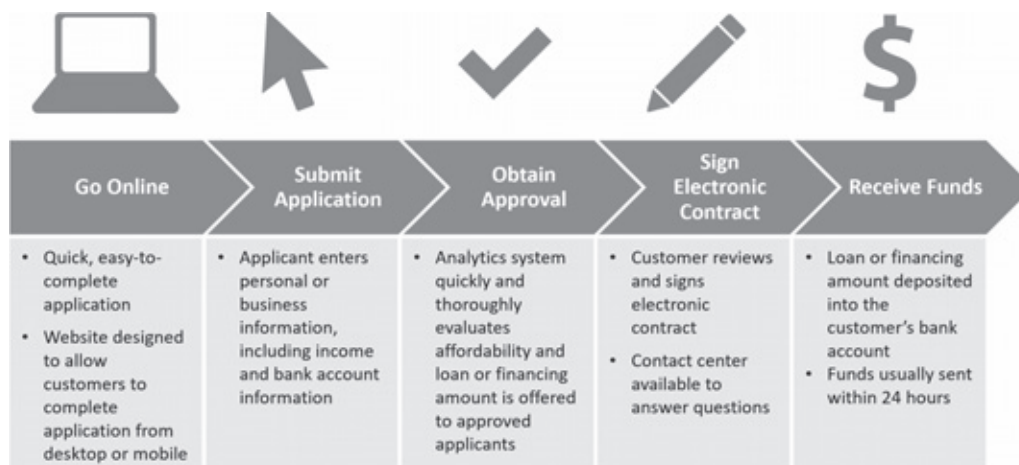 Go Online
Submit
Application
Obtain
Approval
Sign
Electronic
Contract
Receive Funds
• Quick, easy-to-
complete
application
• Website designed
to allow
customers to
complete
application from
desktop or mobile
• Applicant enters
personal or
business
information,
including income
and bank account
information
• Analytics system
quickly and
thoroughly
evaluates
affordability and
loan or financing
amount is offered
to approved
applicants
• Customer reviews
and signs
electronic
contract
• Contact center
available to
answer questions
• Loan or financing
amount deposited
into the
customer's bank
account
• Funds usually sent
within 24 hours